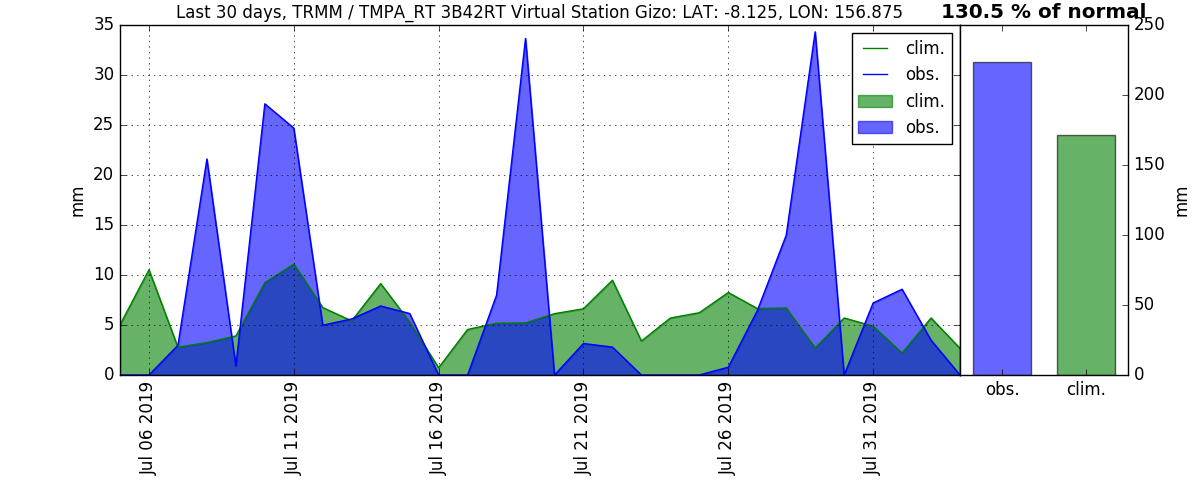 Last 30 days, TRMM / TMPA_RT 3B42RT Virtual Station Gizo: LAT: -8.125, LON: 156.875
130.5 % of normal
35
30
25
20
15
10
5
0
mm
clim.
obs.
clim.
obs.
250
200
150
100
50
0
mm
Jul 06 2019
Jul 11 2019
Jul 16 2019
Jul 21 2019
Jul 26 2019
Jul 31 2019
obs.
clim.